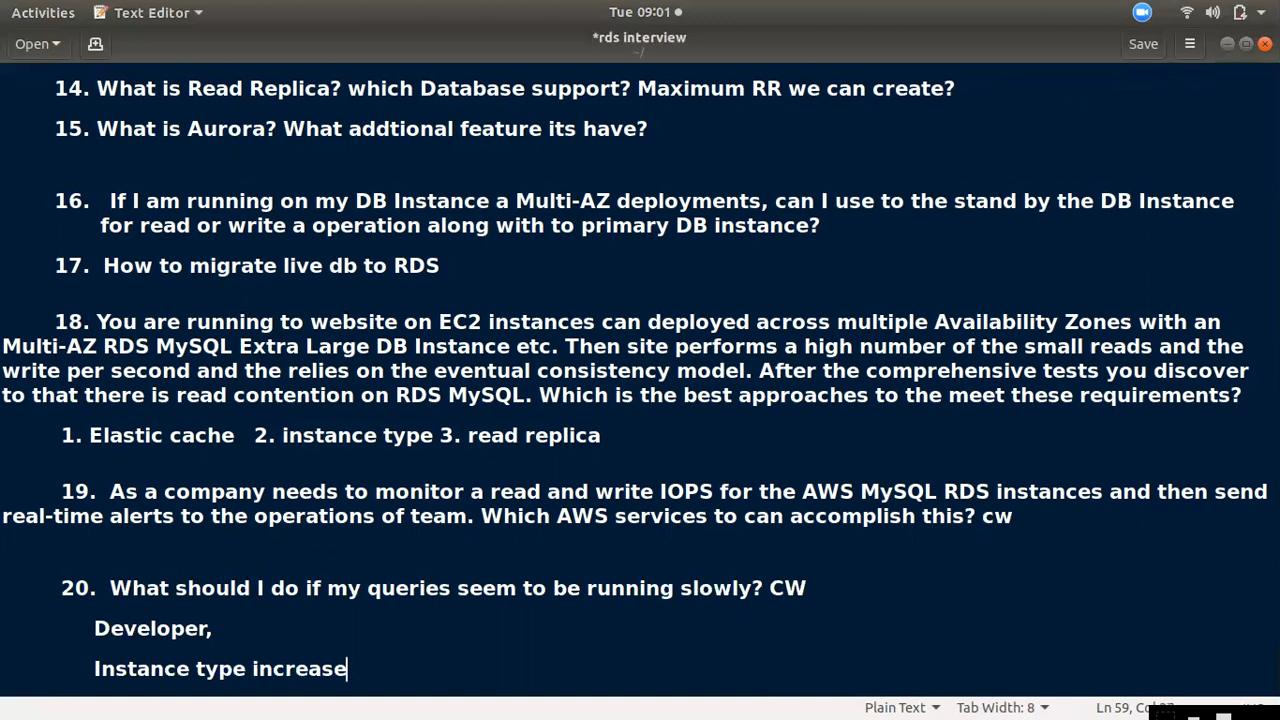 Activities Text Editor Tue 09:01
Open *rds interview Save
~/
14. What is Read Replica? which Database support? Maximum RR we can create?
15. What is Aurora? What addtional feature its have?
16. If I am running on my DB Instance a Multi-AZ deployments, can I use to the stand by the DB Instance
for read or write a operation along with to primary DB instance?
17. How to migrate live db to RDS
18. You are running to website on EC2 instances can deployed across multiple Availability Zones with an
Multi-AZ RDS MySQL Extra Large DB Instance etc. Then site performs a high number of the small reads and the
write per second and the relies on the eventual consistency model. After the comprehensive tests you discover
to that there is read contention on RDS MySQL. Which is the best approaches to the meet these requirements?
1. Elastic cache 2. instance type 3. read replica
19. As a company needs to monitor a read and write IOPS for the AWS MySQL RDS instances and then send
real-time alerts to the operations of team. Which AWS services to can accomplish this? cw
20. What should I do if my queries seem to be running slowly? CW
Developer,
Instance type increase
Plain Text Tab Width: 8 Ln 59,